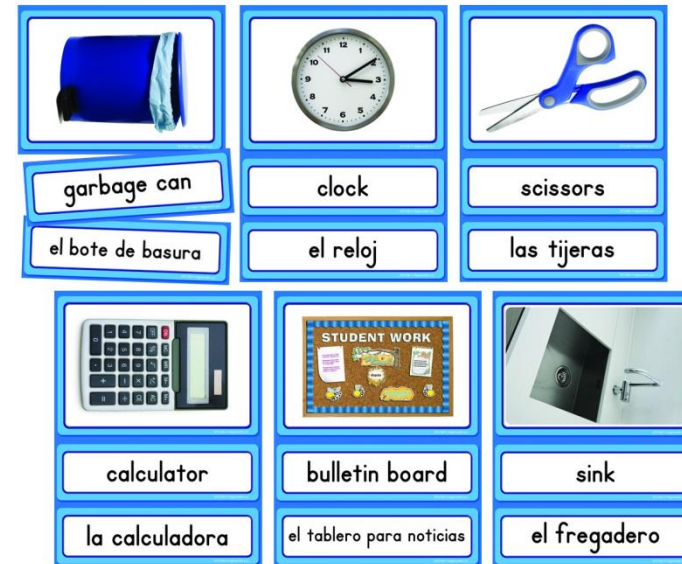 garbage can
el bote de basura
clock
el reloj
scissors
las tijeras
STUDENT WORK
calculator
la calculadora
bulletin board
el tablero para noticias
sink
el fregadero